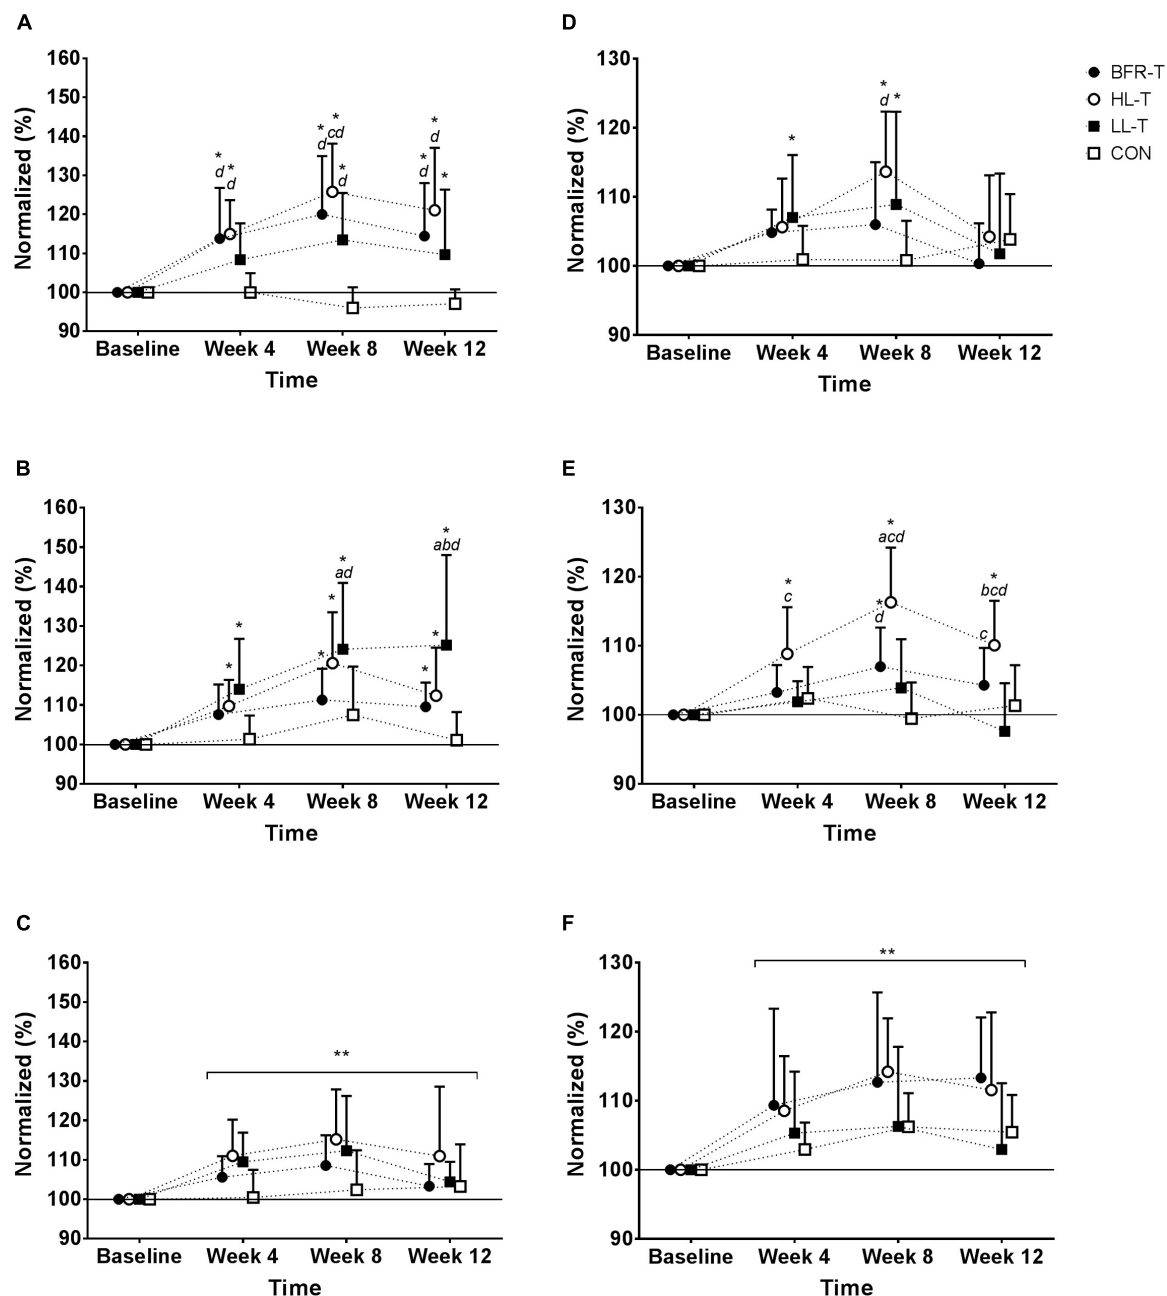 A
160
150
140
130
120
110
100
90
Normalized (%)
* * * *
d cd d
* * * * * *
d d d d
Baseline Week 4 Week 8 Week 12
Time
D
130
120
110
100
90
Normalized (%)
* * *
d
Baseline Week 4 Week 8 Week 12
Time
BFR-T
HL-T
LL-T
CON
B
160
150
140
130
120
110
100
90
Normalized (%)
*
abd
*
ad
* * * * * *
Baseline Week 4 Week 8 Week 12
Time
E
130
120
110
100
90
Normalized (%)
*
acd
* *
c bcd
*
d
c
Baseline Week 4 Week 8 Week 12
Time
C
160
150
140
130
120
110
100
90
Normalized (%)
**
Baseline Week 4 Week 8 Week 12
Time
F
130
120
110
100
90
Normalized (%)
**
Baseline Week 4 Week 8 Week 12
Time